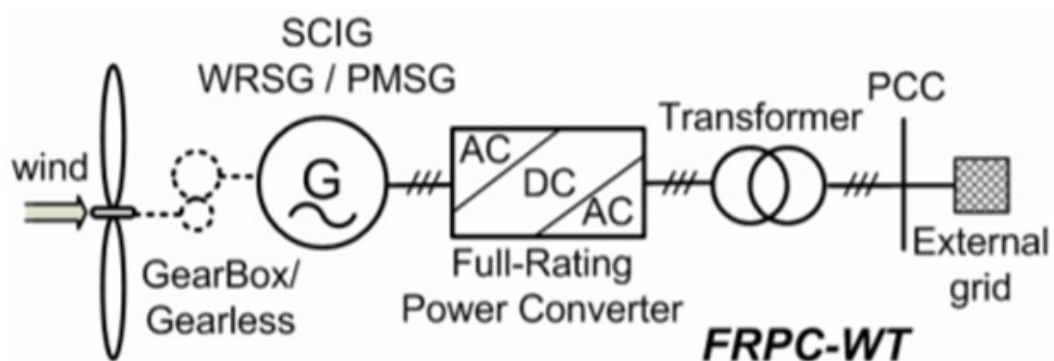 SCIG
WRSG / PMSG
wind
G
AC
DC
AC
Transformer
PCC
GearBox/
Gearless
Full-Rating
Power Converter
External
grid
FRPC-WT